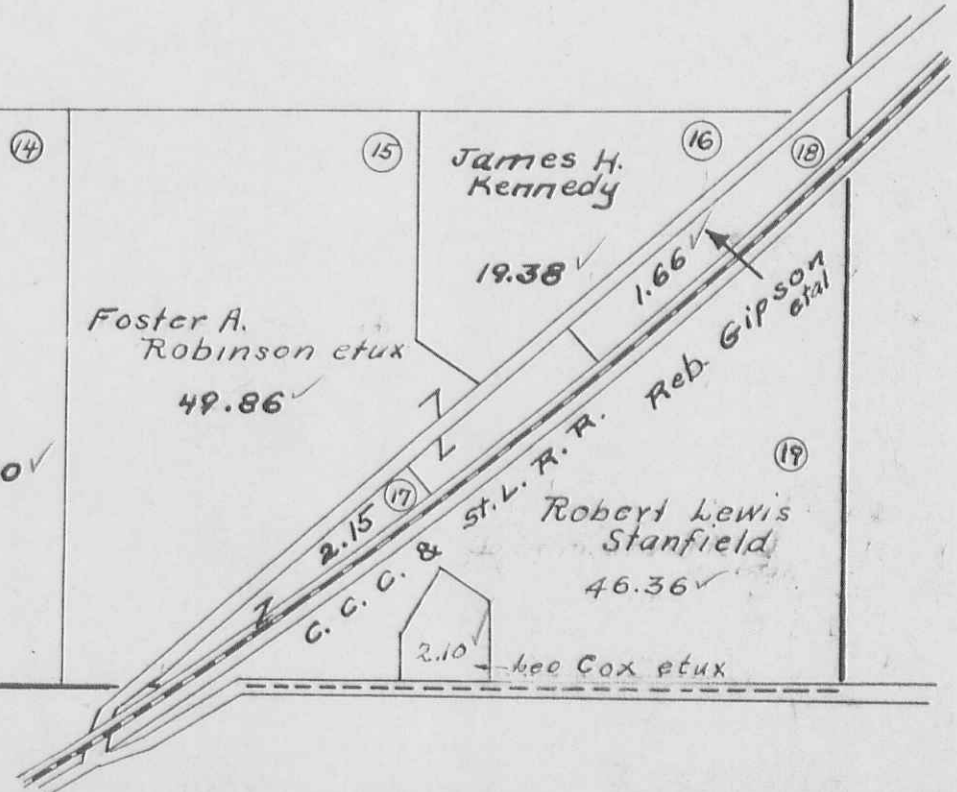 14
15
James H.
Kennedy
16
18
19.38 ✓
1.66 ✓
Reb. Gipson
etal
Foster A.
Robinson etux
49.86 ✓
0 ✓
17
2.15
C. C. C. & St. L. R. R.
19
Robert Lewis
Stanfield
46.36 ✓
2.10 ✓
Leo Cox etux